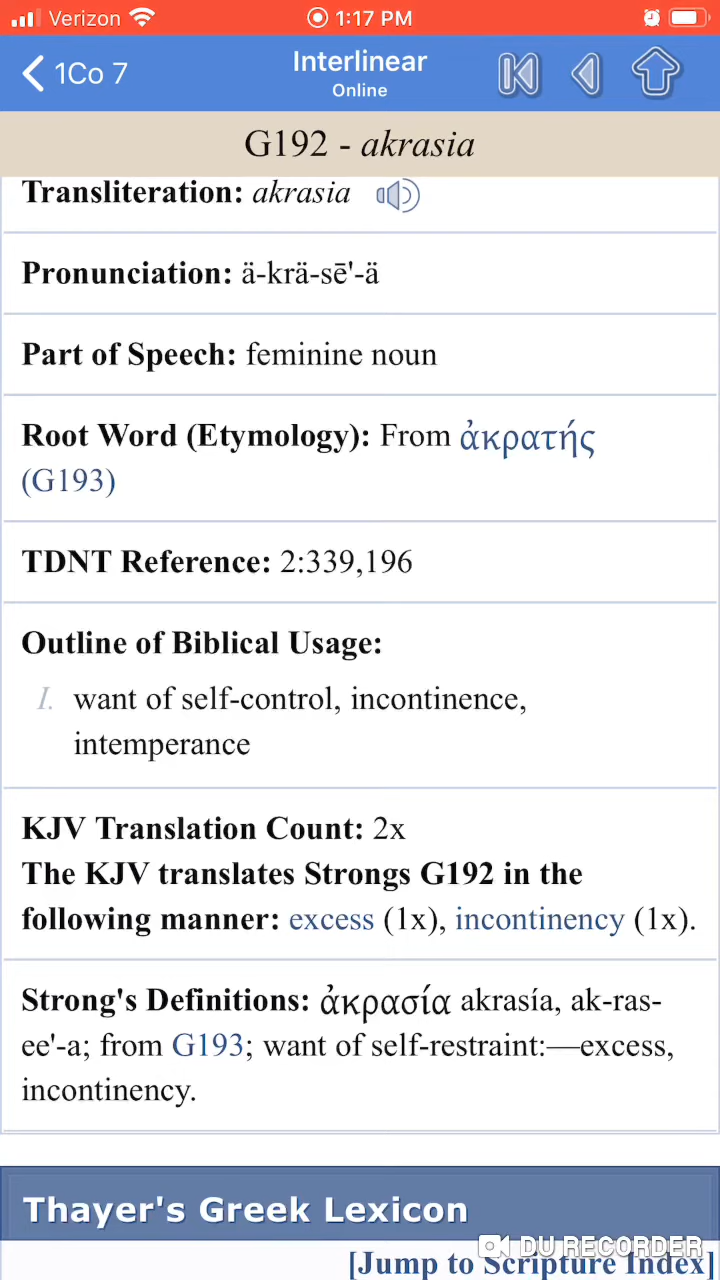 Verizon 1:17 PM
1Co 7
Interlinear
Online
G192 - akrasia
Transliteration: akrasia
Pronunciation: ä-krä-sē'-ä
Part of Speech: feminine noun
Root Word (Etymology): From ἀκρατής
(G193)
TDNT Reference: 2:339,196
Outline of Biblical Usage:
I. want of self-control, incontinence,
intemperance
KJV Translation Count: 2x
The KJV translates Strongs G192 in the
following manner: excess (1x), incontinency (1x).
Strong's Definitions: ἀκρασία akrasía, ak-ras-
ee'-a; from G193; want of self-restraint:—excess,
incontinency.
Thayer's Greek Lexicon
DU RECORDER
[Jump to Scripture Index]